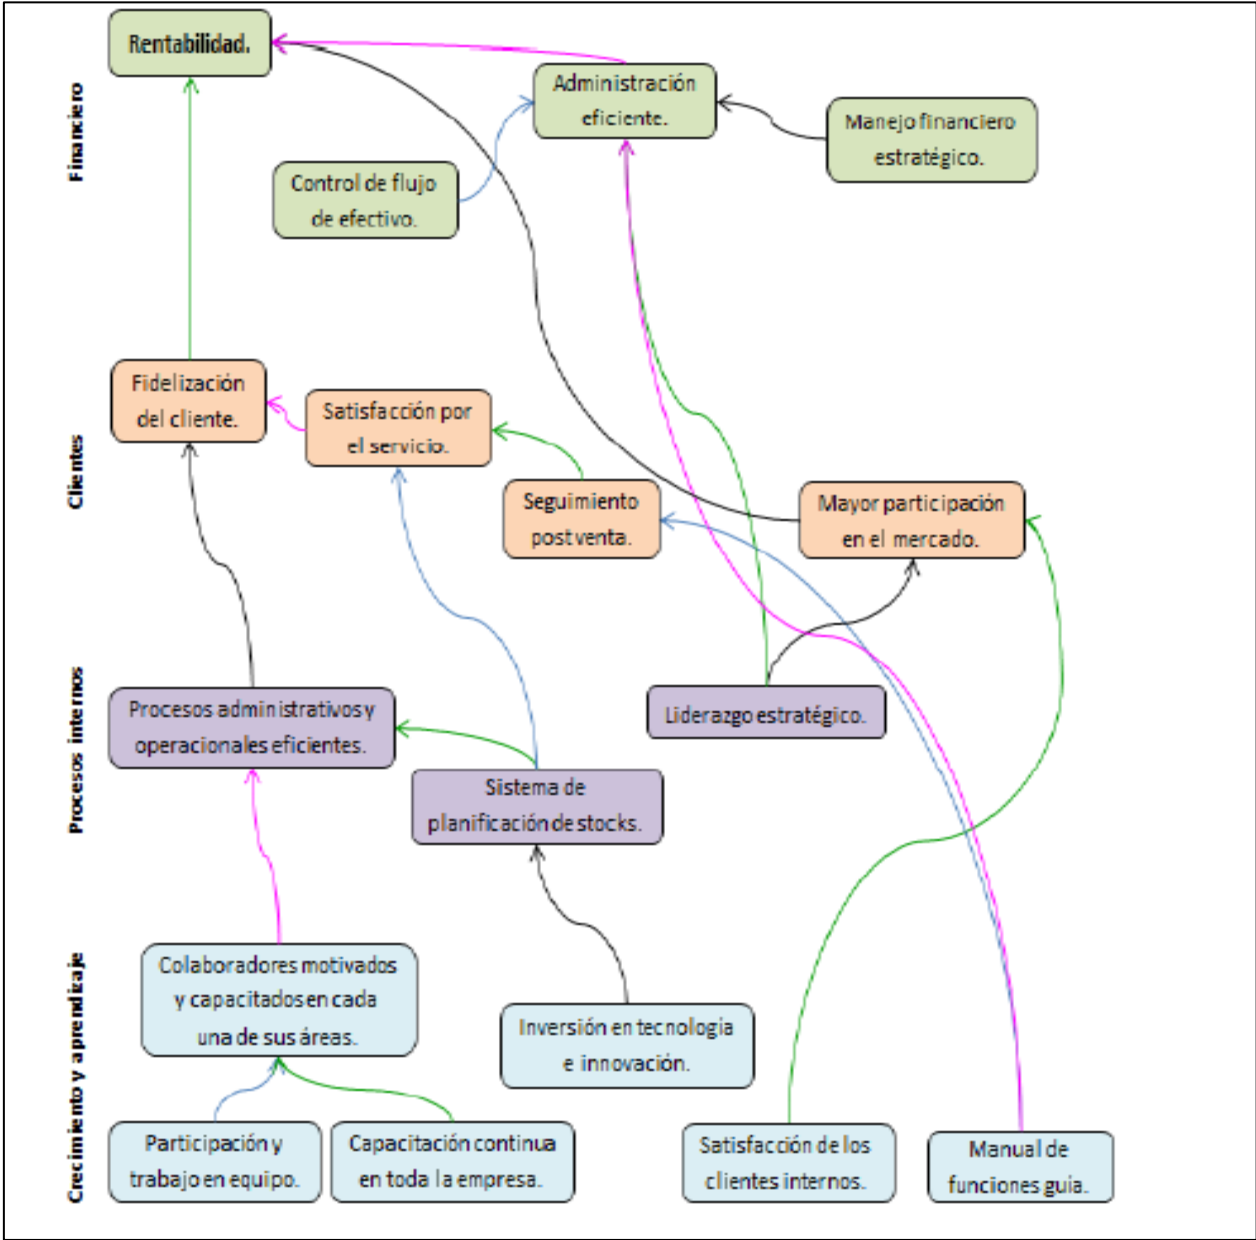 Rentabilidad.
Financiero
Administración
eficiente.
Manejo financiero
estratégico.
Control de flujo
de efectivo.
Clientes
Fidelización
del cliente.
Satisfacción por
el servicio.
Seguimiento
post venta.
Mayor participación
en el mercado.
Procesos internos
Procesos administrativos y
operacionales eficientes.
Liderazgo estratégico.
Sistema de
planificación de stocks.
Crecimiento y aprendizaje
Colaboradores motivados
y capacitados en cada
una de sus áreas.
Inversión en tecnología
e innovación.
Participación y
trabajo en equipo.
Capacitación continua
en toda la empresa.
Satisfacción de los
clientes internos.
Manual de
funciones guia.